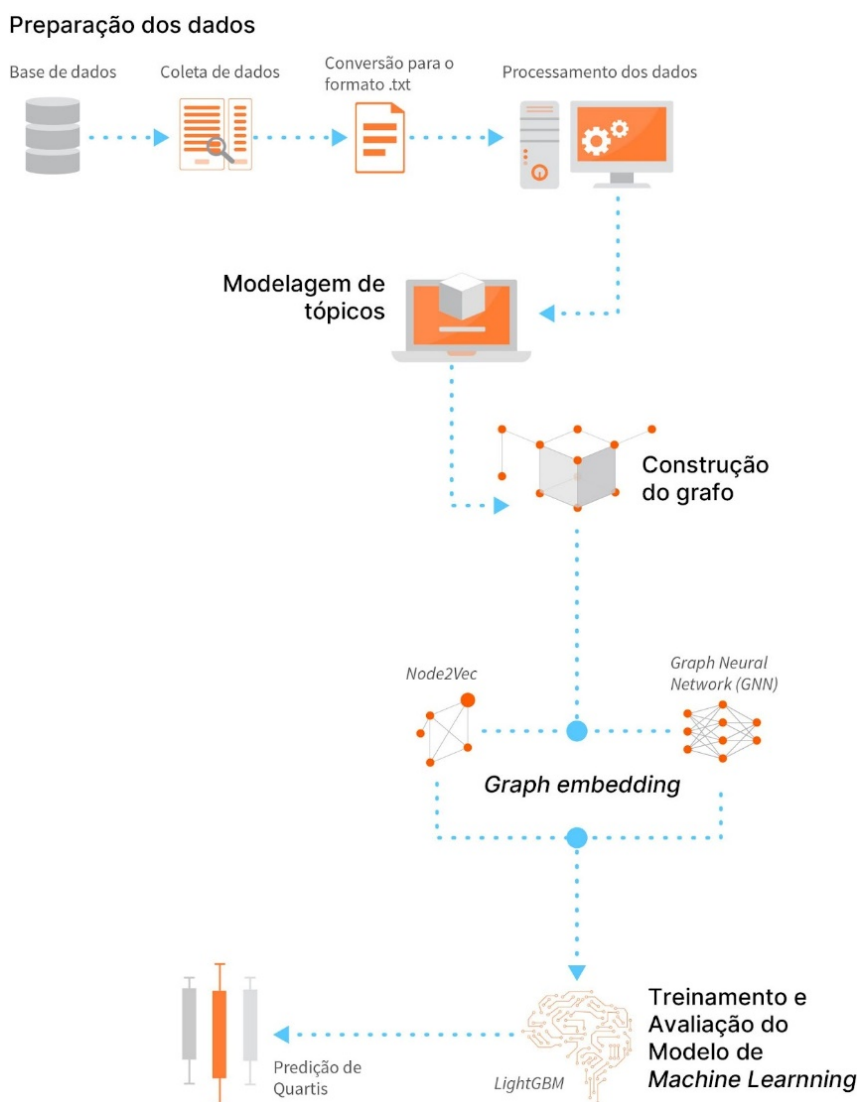 Preparação dos dados
Base de dados
Coleta de dados
Conversão para o
formato .txt
Processamento dos dados
Modelagem de
tópicos
Construção
do grafo
Node2Vec
Graph Neural
Network (GNN)
Graph embedding
Treinamento e
Avaliação do
Modelo de
Machine Learnning
LightGBM
Predição de
Quartis